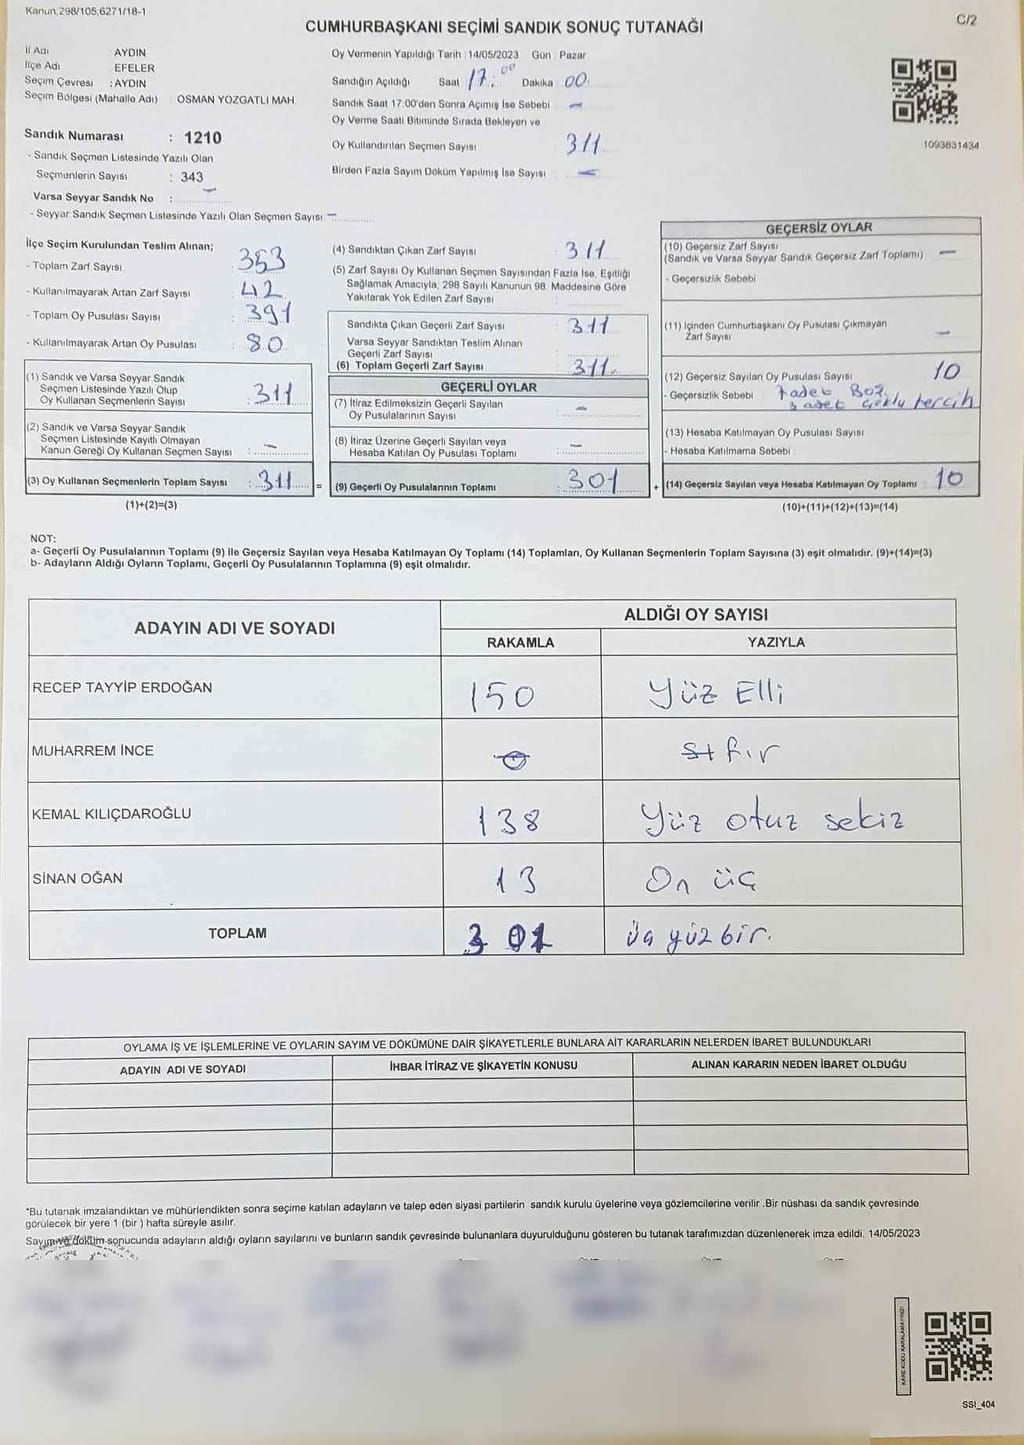 Kanun,298/105,6271/18-1
C/2
CUMHURBAŞKANI SEÇİMİ SANDIK SONUÇ TUTANAĞI
İl Adı AYDIN
İlçe Adı EFELER
Seçim Çevresi : AYDIN
Seçim Bölgesi (Mahalle Adı) : OSMAN YOZGATLI MAH.
Oy Vermenin Yapıldığı Tarih : 14/05/2023 Gün : Pazar
Sandığın Açıldığı Saat 17:00 Dakika 00
Sandık Saat 17:00'den Sonra Açımış İse Sebebi –
Oy Verme Saati Bitiminde Sırada Bekleyen ve
Oy Kullandırılan Seçmen Sayısı 311
Birden Fazla Sayım Döküm Yapılmış İse Sayısı –
1093831434
Sandık Numarası : 1210
- Sandık Seçmen Listesinde Yazılı Olan
Seçmenlerin Sayısı : 343
Varsa Seyyar Sandık No : –
- Seyyar Sandık Seçmen Listesinde Yazılı Olan Seçmen Sayısı: –
İlçe Seçim Kurulundan Teslim Alınan;
- Toplam Zarf Sayısı : 353
- Kullanılmayarak Artan Zarf Sayısı : 42
- Toplam Oy Pusulası Sayısı : 391
- Kullanılmayarak Artan Oy Pusulası : 80
(1) Sandık ve Varsa Seyyar Sandık
Seçmen Listesinde Yazılı Olup
Oy Kullanan Seçmenlerin Sayısı : 311
(2) Sandık ve Varsa Seyyar Sandık
Seçmen Listesinde Kayıtlı Olmayan
Kanun Gereği Oy Kullanan Seçmen Sayısı : –
(3) Oy Kullanan Seçmenlerin Toplam Sayısı : 311 =
(1)+(2)=(3)
(4) Sandıktan Çıkan Zarf Sayısı : 311
(5) Zarf Sayısı Oy Kullanan Seçmen Sayısından Fazla İse, Eşitliği
Sağlamak Amacıyla, 298 Sayılı Kanunun 98. Maddesine Göre
Yakılarak Yok Edilen Zarf Sayısı
Sandıkta Çıkan Geçerli Zarf Sayısı : 311
Varsa Seyyar Sandıktan Teslim Alınan
Geçerli Zarf Sayısı
(6) Toplam Geçerli Zarf Sayısı : 311
GEÇERLİ OYLAR
(7) İtiraz Edilmeksizin Geçerli Sayılan
Oy Pusulalarının Sayısı : –
(8) İtiraz Üzerine Geçerli Sayılan veya
Hesaba Katılan Oy Pusulası Toplamı : –
(9) Geçerli Oy Pusulalarının Toplamı : 301 +
GEÇERSİZ OYLAR
(10) Geçersiz Zarf Sayısı
(Sandık ve Varsa Seyyar Sandık Geçersiz Zarf Toplamı) –
- Geçersizlik Sebebi
(11) İçinden Cumhurbaşkanı Oy Pusulası Çıkmayan
Zarf Sayısı : –
(12) Geçersiz Sayılan Oy Pusulası Sayısı : 10
- Geçersizlik Sebebi : 7 adet Boş,
3 adet çoklu tercih
(13) Hesaba Katılmayan Oy Pusulası Sayısı
- Hesaba Katılmama Sebebi
(14) Geçersiz Sayılan veya Hesaba Katılmayan Oy Toplamı : 10
(10)+(11)+(12)+(13)=(14)
NOT:
a- Geçerli Oy Pusulalarının Toplamı (9) ile Geçersiz Sayılan veya Hesaba Katılmayan Oy Toplamı (14) Toplamları, Oy Kullanan Seçmenlerin Toplam Sayısına (3) eşit olmalıdır. (9)+(14)=(3)
b- Adayların Aldığı Oyların Toplamı, Geçerli Oy Pusulalarının Toplamına (9) eşit olmalıdır.
ADAYIN ADI VE SOYADI
ALDIĞI OY SAYISI
RAKAMLA YAZIYLA
RECEP TAYYİP ERDOĞAN 150 Yüz Elli
MUHARREM İNCE 0 Sıfır
KEMAL KILIÇDAROĞLU 138 Yüz otuz sekiz
SİNAN OĞAN 13 On üç
TOPLAM 301 üç yüz bir.
OYLAMA İŞ VE İŞLEMLERİNE VE OYLARIN SAYIM VE DÖKÜMÜNE DAİR ŞİKAYETLERLE BUNLARA AİT KARARLARIN NELERDEN İBARET BULUNDUKLARI
ADAYIN ADI VE SOYADI İHBAR İTİRAZ VE ŞİKAYETİN KONUSU ALINAN KARARIN NEDEN İBARET OLDUĞU
*Bu tutanak imzalandıktan ve mühürlendikten sonra seçime katılan adayların ve talep eden siyasi partilerin sandık kurulu üyelerine veya gözlemcilerine verilir .Bir nüshası da sandık çevresinde
görülecek bir yere 1 (bir ) hafta süreyle asılır.
Sayım ve döküm sonucunda adayların aldığı oyların sayılarını ve bunların sandık çevresinde bulunanlara duyurulduğunu gösteren bu tutanak tarafımızdan düzenlenerek imza edildi. 14/05/2023
KARE KODU KARALAMAYINIZ!
SSI_404